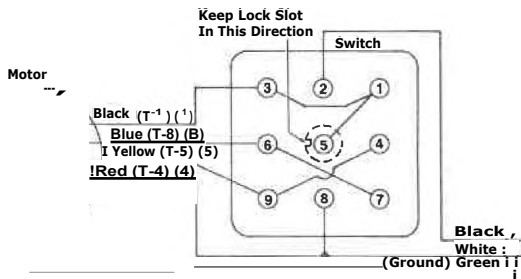 Keep Lock Slot
In This Direction
Switch
Motor
3 2 1
Black (T-1) (1)
Blue (T-8) (B)
I Yellow (T-5) (5)
!Red (T-4) (4)
6 5 4
9 8 7
Black ,
White :
(Ground) Green i i
i